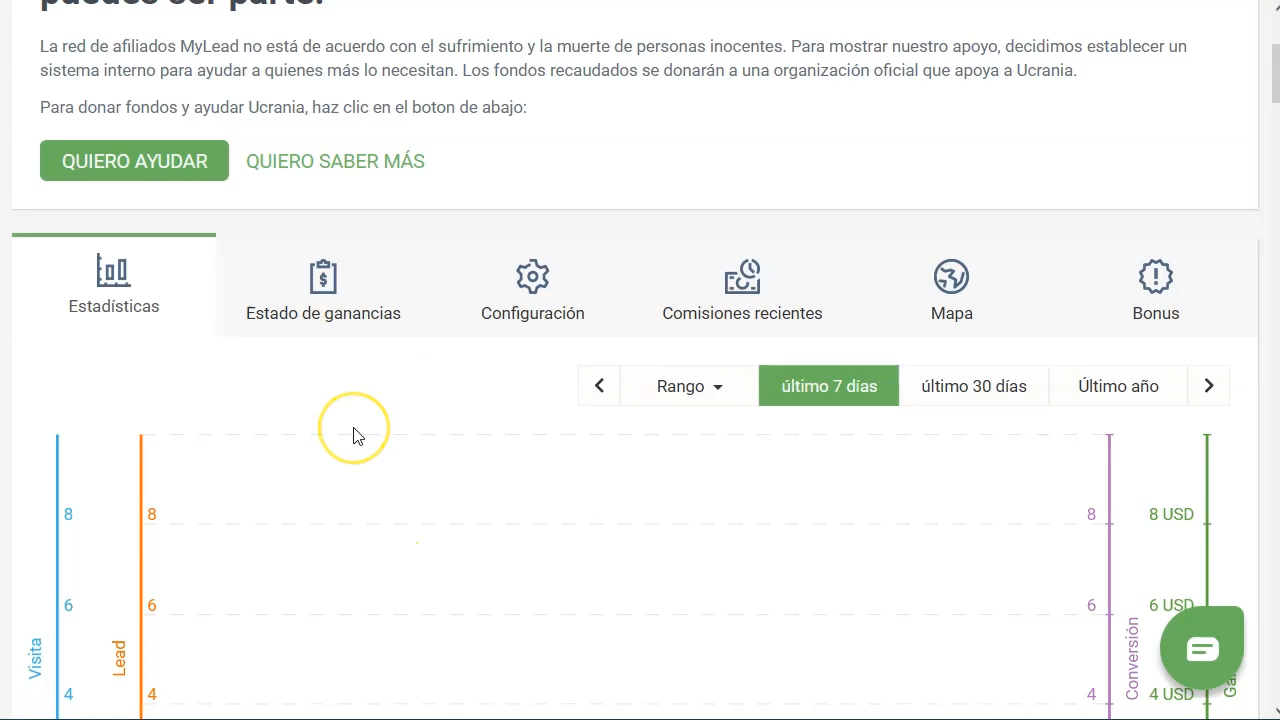 puedes ser parte.
La red de afiliados MyLead no está de acuerdo con el sufrimiento y la muerte de personas inocentes. Para mostrar nuestro apoyo, decidimos establecer un
sistema interno para ayudar a quienes más lo necesitan. Los fondos recaudados se donarán a una organización oficial que apoya a Ucrania.
Para donar fondos y ayudar Ucrania, haz clic en el boton de abajo:
QUIERO AYUDAR QUIERO SABER MÁS
Estadísticas Estado de ganancias Configuración Comisiones recientes Mapa Bonus
Rango último 7 días último 30 días Último año
8 8 8 8 USD
6 6 6 6 USD
Visita Lead Conversión
4 4 4 4 USD